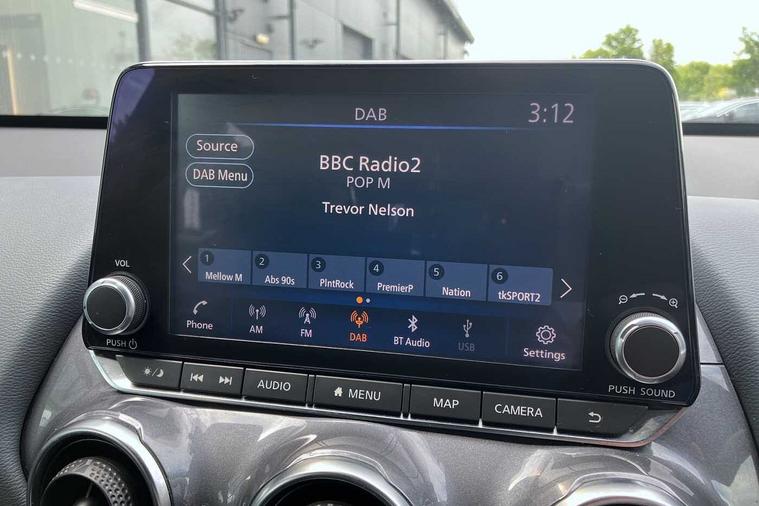 DAB
3:12
Source
DAB Menu
BBC Radio2
POP M
Trevor Nelson
1 Mellow M
2 Abs 90s
3 PlntRock
4 PremierP
5 Nation
6 tkSPORT2
Phone
AM
FM
DAB
BT Audio
USB
Settings
VOL
PUSH
PUSH SOUND
AUDIO
MENU
MAP
CAMERA